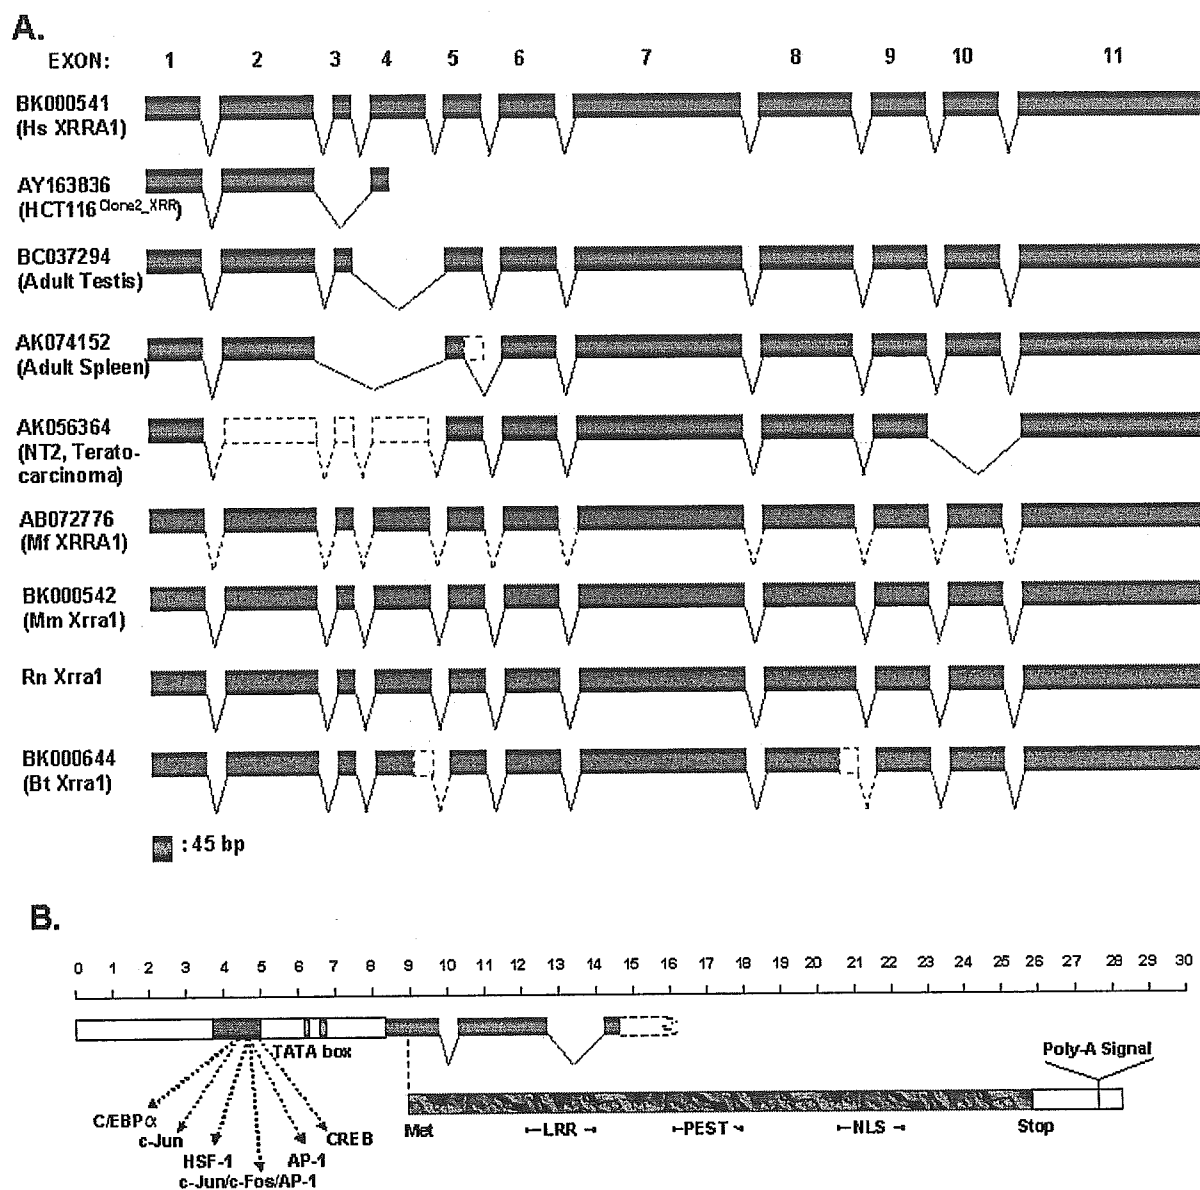 A.
EXON: 1 2 3 4 5 6 7 8 9 10 11
BK000541
(Hs XRRA1)
AY163836
(HCT116 Clone2_XRR)
BC037294
(Adult Testis)
AK074152
(Adult Spleen)
AK056364
(NT2, Terato-
carcinoma)
AB072776
(Mf XRRA1)
BK000542
(Mm Xrra1)
Rn Xrra1
BK000644
(Bt Xrra1)
: 45 bp
B.
0 1 2 3 4 5 6 7 8 9 10 11 12 13 14 15 16 17 18 19 20 21 22 23 24 25 26 27 28 29 30
TATA box
Poly-A Signal
C/EBPα
c-Jun
HSF-1
c-Jun/c-Fos/AP-1
AP-1
CREB
Met
LRR
PEST
NLS
Stop